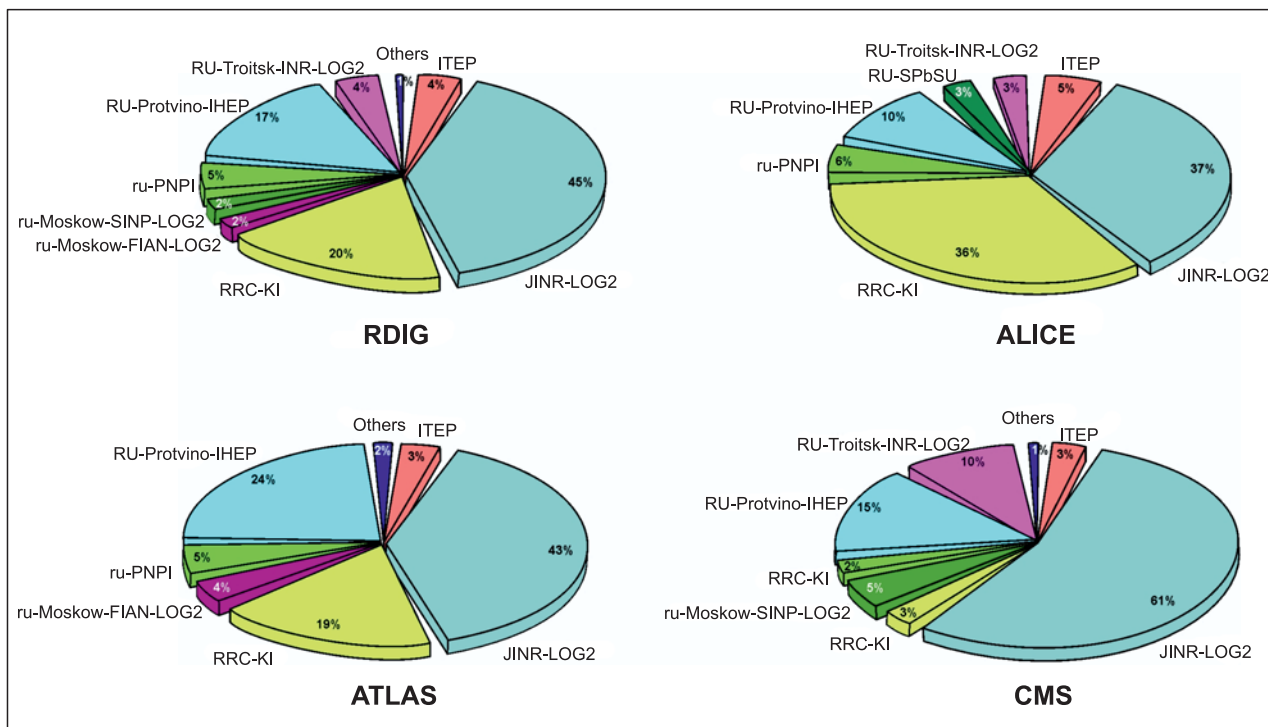 Others
RU-Troitsk-INR-LOG2
ITEP
4%
1%
4%
RU-Protvino-IHEP
17%
ru-PNPI
5%
45%
2%
ru-Moskow-SINP-LOG2
2%
ru-Moskow-FIAN-LOG2
20%
RRC-KI
JINR-LOG2
RDIG
RU-Troitsk-INR-LOG2
ITEP
RU-SPbSU
3%
3%
5%
RU-Protvino-IHEP
10%
ru-PNPI
6%
37%
36%
RRC-KI
JINR-LOG2
ALICE
Others
ITEP
RU-Protvino-IHEP
2%
3%
24%
43%
ru-PNPI
5%
4%
ru-Moskow-FIAN-LOG2
19%
RRC-KI
JINR-LOG2
ATLAS
Others
RU-Troitsk-INR-LOG2
ITEP
10%
1%
3%
RU-Protvino-IHEP
15%
RRC-KI
2%
5%
ru-Moskow-SINP-LOG2
3%
61%
RRC-KI
JINR-LOG2
CMS